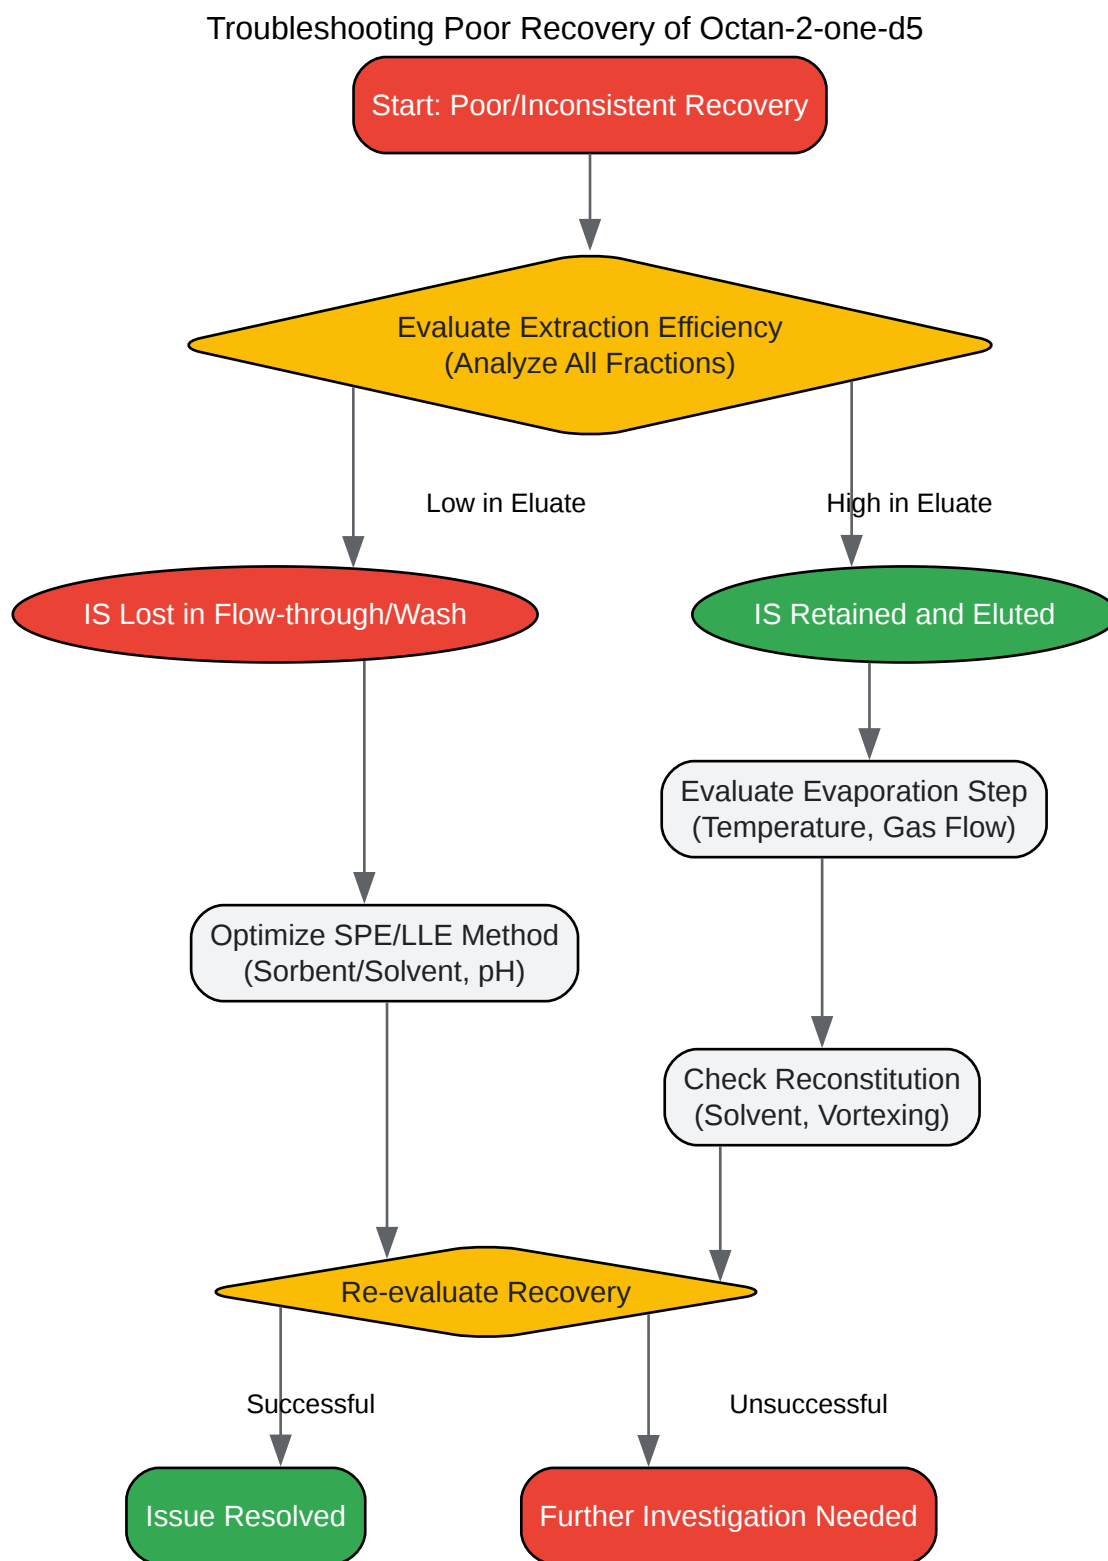 Troubleshooting Poor Recovery of Octan-2-one-d5
Start: Poor/Inconsistent Recovery
Evaluate Extraction Efficiency
(Analyze All Fractions)
Low in Eluate
High in Eluate
IS Lost in Flow-through/Wash
IS Retained and Eluted
Evaluate Evaporation Step
(Temperature, Gas Flow)
Optimize SPE/LLE Method
(Sorbent/Solvent, pH)
Check Reconstitution
(Solvent, Vortexing)
Re-evaluate Recovery
Successful
Unsuccessful
Issue Resolved
Further Investigation Needed